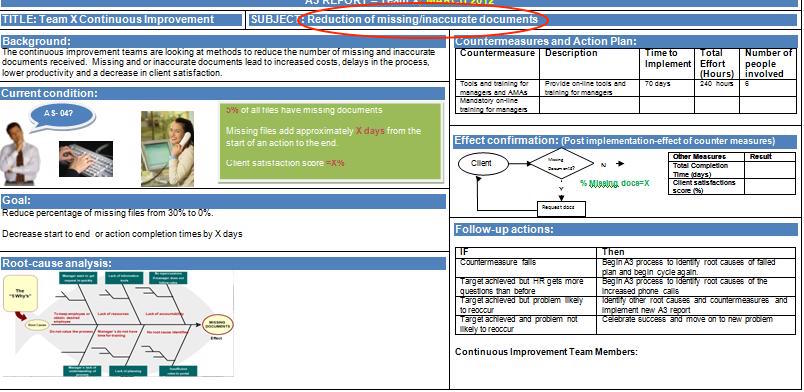 A3 REPORT – Team X MARCH 2012
TITLE: Team X Continuous Improvement
SUBJECT: Reduction of missing/inaccurate documents
Background:
The continuous improvement teams are looking at methods to reduce the number of missing and inaccurate
documents received. Missing and or inaccurate documents lead to increased costs, delays in the process,
lower productivity and a decrease in client satisfaction.
Current condition:
AS- 04?
5% of all files have missing documents
Missing files add approximately X days from the
start of an action to the end.
Client satisfaction score =X%
Goal:
Reduce percentage of missing files from 30% to 0%.
Decrease start to end or action completion times by X days
Root-cause analysis:
The
"5 Why's"
Root Cause
Manager want to get
request in quickly
Lack of information
tools
To keep employee or
obtain desired
employee
Lack of resources
Lack of accountability
Do not value the process
Manager's do not have
time for training
No root cause identified
MISSING
DOCUMENTS
Effect
Manager's lack of
understanding of
process
Lack of planning
Insufficient
Countermeasures and Action Plan:
Countermeasure
Description
Time to
Implement
Total
Effort
(Hours)
Number of
people
involved
Tools and training for
managers and AMAs
Provide on-line tools and
training for managers
70 days
240 hours
6
Mandatory on-line
training for managers
Effect confirmation: (Post implementation-effect of counter measures)
Client
Missing
Documents?
N
Y
Request docs
% Missing docs=X
Other Measures
Result
Total Completion
Time (days)
Client satisfactions
score (%)
Follow-up actions:
IF
Then
Countermeasure fails
Begin A3 process to identify root causes of failed
plan and begin cycle again.
Target achieved but HR gets more
questions than before
Begin A3 process to identify root causes of the
increased phone calls
Target achieved but problem likely
to reoccur
Identify other root causes and countermeasures and
implement new A3 report
Target achieved and problem not
likely to reoccur
Celebrate success and move on to new problem
Continuous Improvement Team Members: